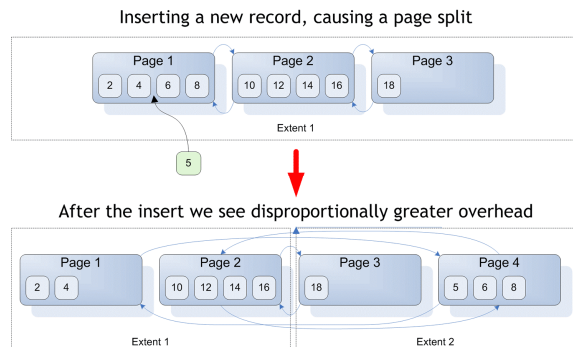 Inserting a new record, causing a page split
Page 1 Page 2 Page 3
2 4 6 8 10 12 14 16 18
Extent 1
5
After the insert we see disproportionally greater overhead
Page 1 Page 2 Page 3 Page 4
2 4 10 12 14 16 18 5 6 8
Extent 1 Extent 2